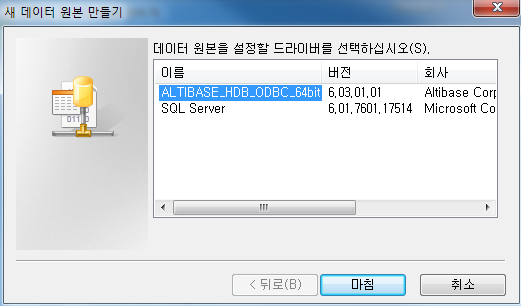 새 데이터 원본 만들기
데이터 원본을 설정할 드라이버를 선택하십시오(S).
이름 버전 회사
ALTIBASE_HDB_ODBC_64bit 6.03.01.01 Altibase Corp
SQL Server 6.01.7601.17514 Microsoft Co
01110
< 뒤로(B) 마침 취소